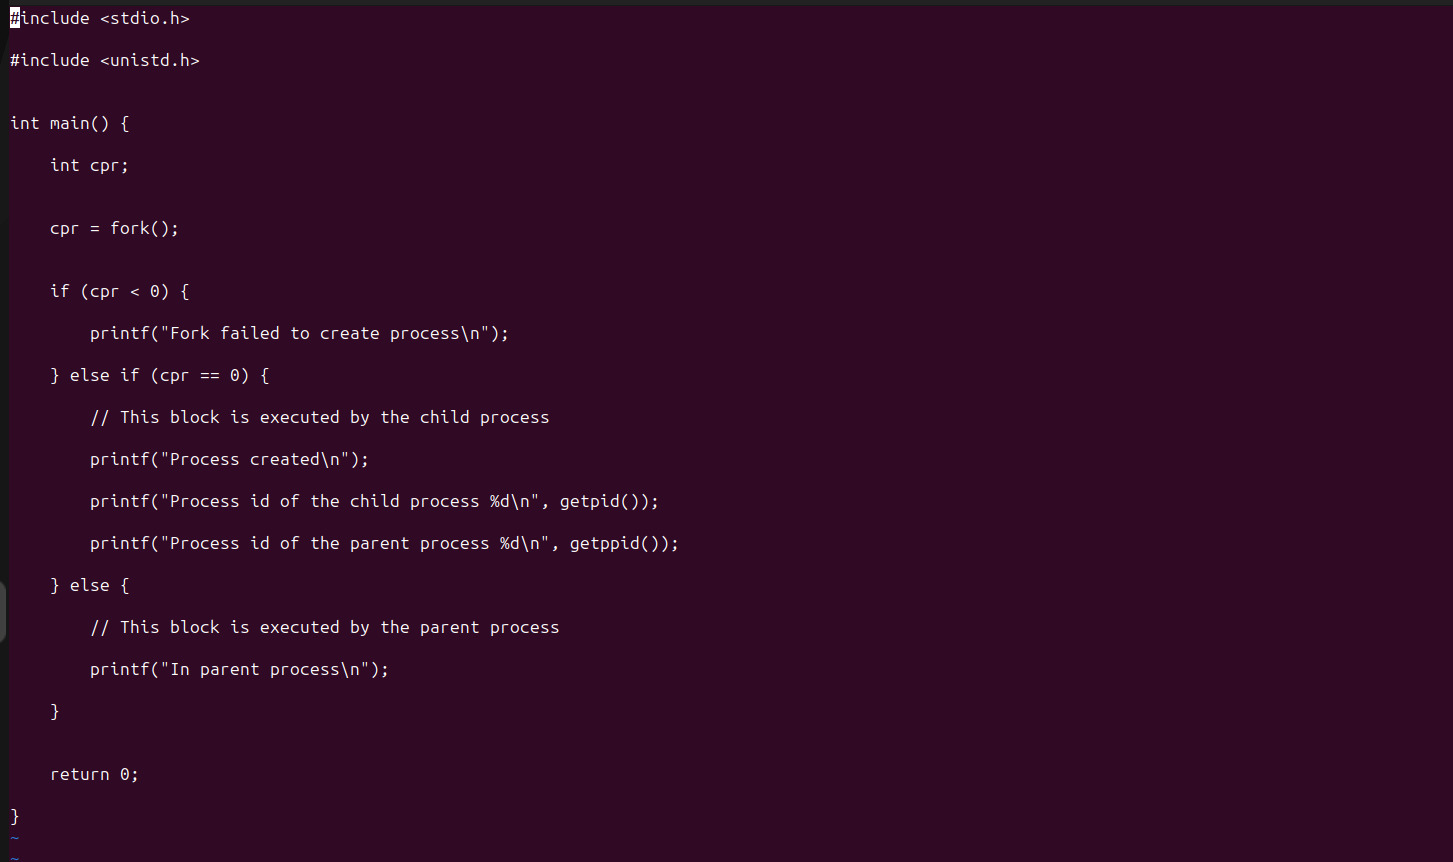 #include <stdio.h>
#include <unistd.h>
int main() {
    int cpr;
    cpr = fork();
    if (cpr < 0) {
        printf("Fork failed to create process\n");
    } else if (cpr == 0) {
        // This block is executed by the child process
        printf("Process created\n");
        printf("Process id of the child process %d\n", getpid());
        printf("Process id of the parent process %d\n", getppid());
    } else {
        // This block is executed by the parent process
        printf("In parent process\n");
    }
    return 0;
}
~
~